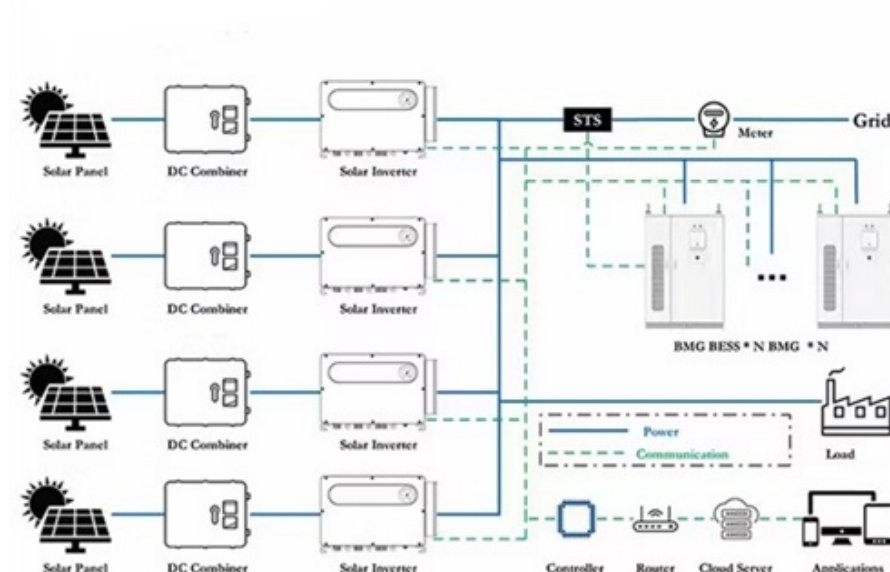 STS
Grid
Meter
Solar Panel
DC Combiner
Solar Inverter
Solar Panel
DC Combiner
Solar Inverter
BMG BESS * N BMG * N
Solar Panel
DC Combiner
Solar Inverter
Power
Communication
Load
Solar Panel
DC Combiner
Solar Inverter
Controller
Router
Cloud Server
Applications